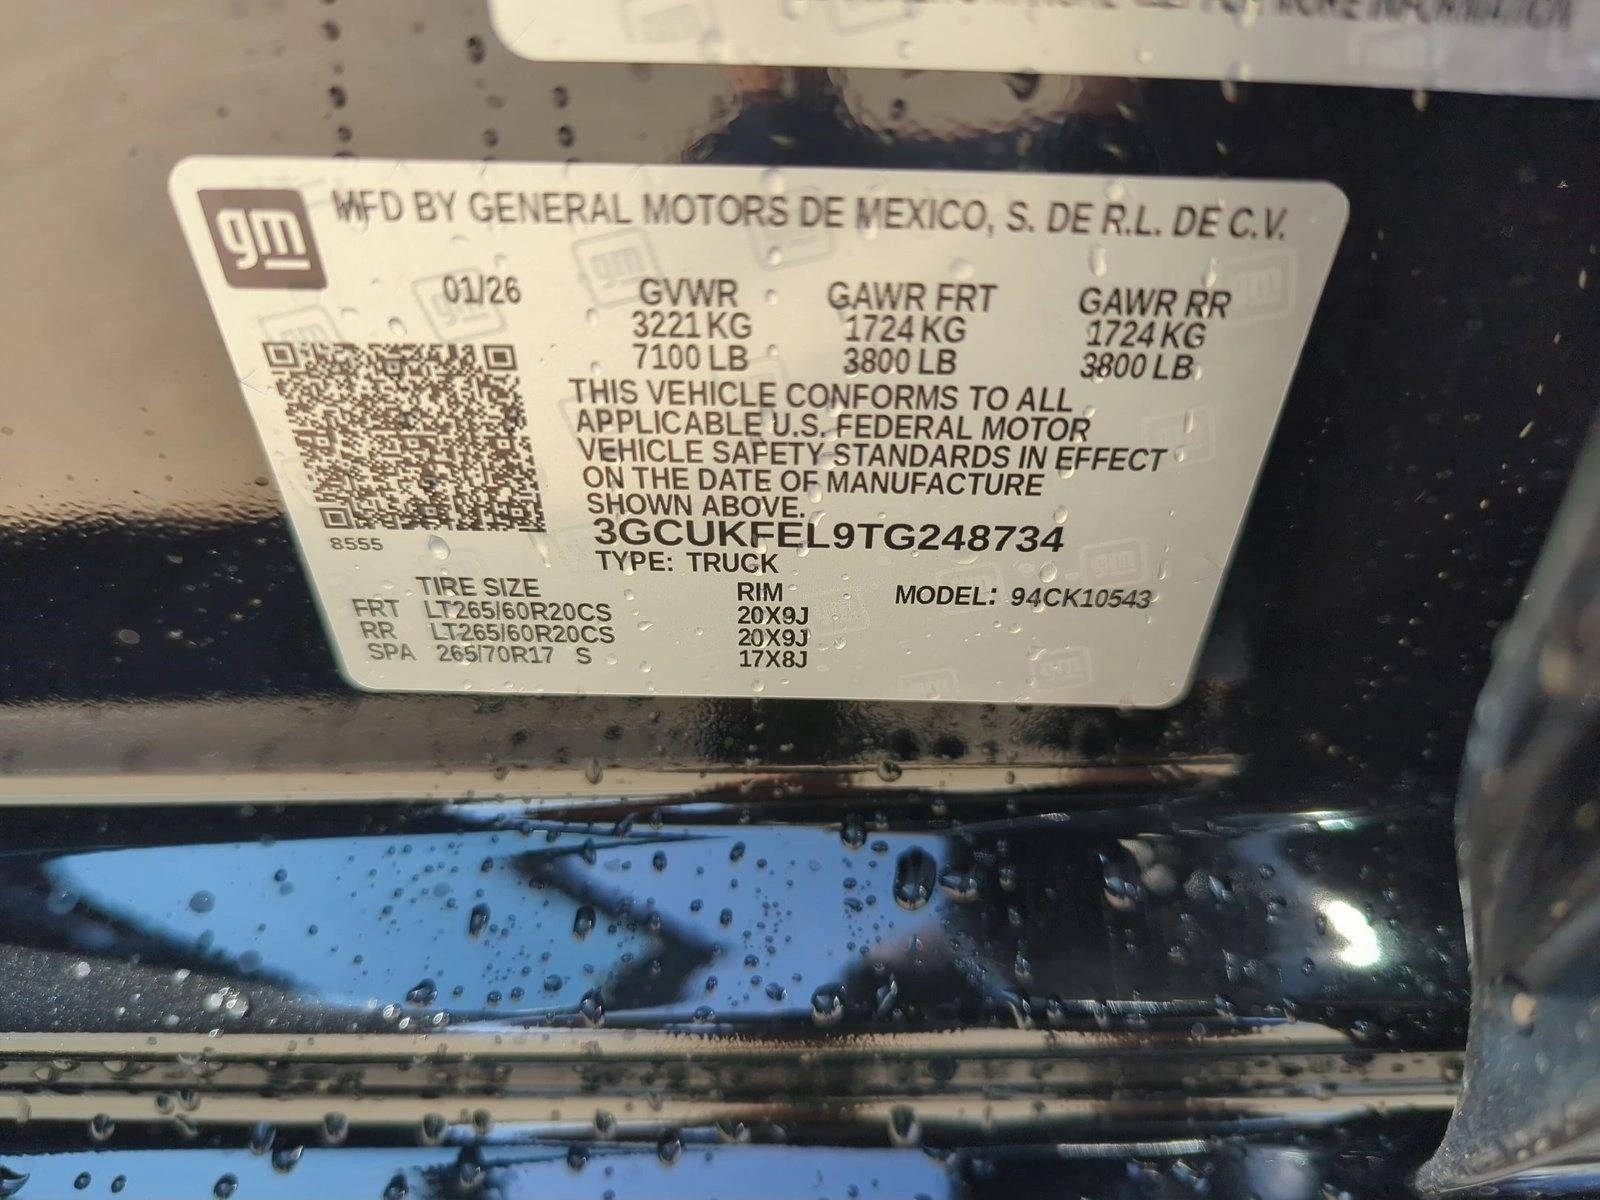 FOR MORE INFORMATION.
gm MFD BY GENERAL MOTORS DE MEXICO, S. DE R.L. DE C.V.
01/26 GVWR GAWR FRT GAWR RR
3221 KG 1724 KG 1724 KG
7100 LB 3800 LB 3800 LB
THIS VEHICLE CONFORMS TO ALL
APPLICABLE U.S. FEDERAL MOTOR
VEHICLE SAFETY STANDARDS IN EFFECT
ON THE DATE OF MANUFACTURE
SHOWN ABOVE.
3GCUKFEL9TG248734
8555
TYPE: TRUCK
TIRE SIZE RIM MODEL: 94CK10543
FRT LT265/60R20CS 20X9J
RR LT265/60R20CS 20X9J
SPA 265/70R17 S 17X8J